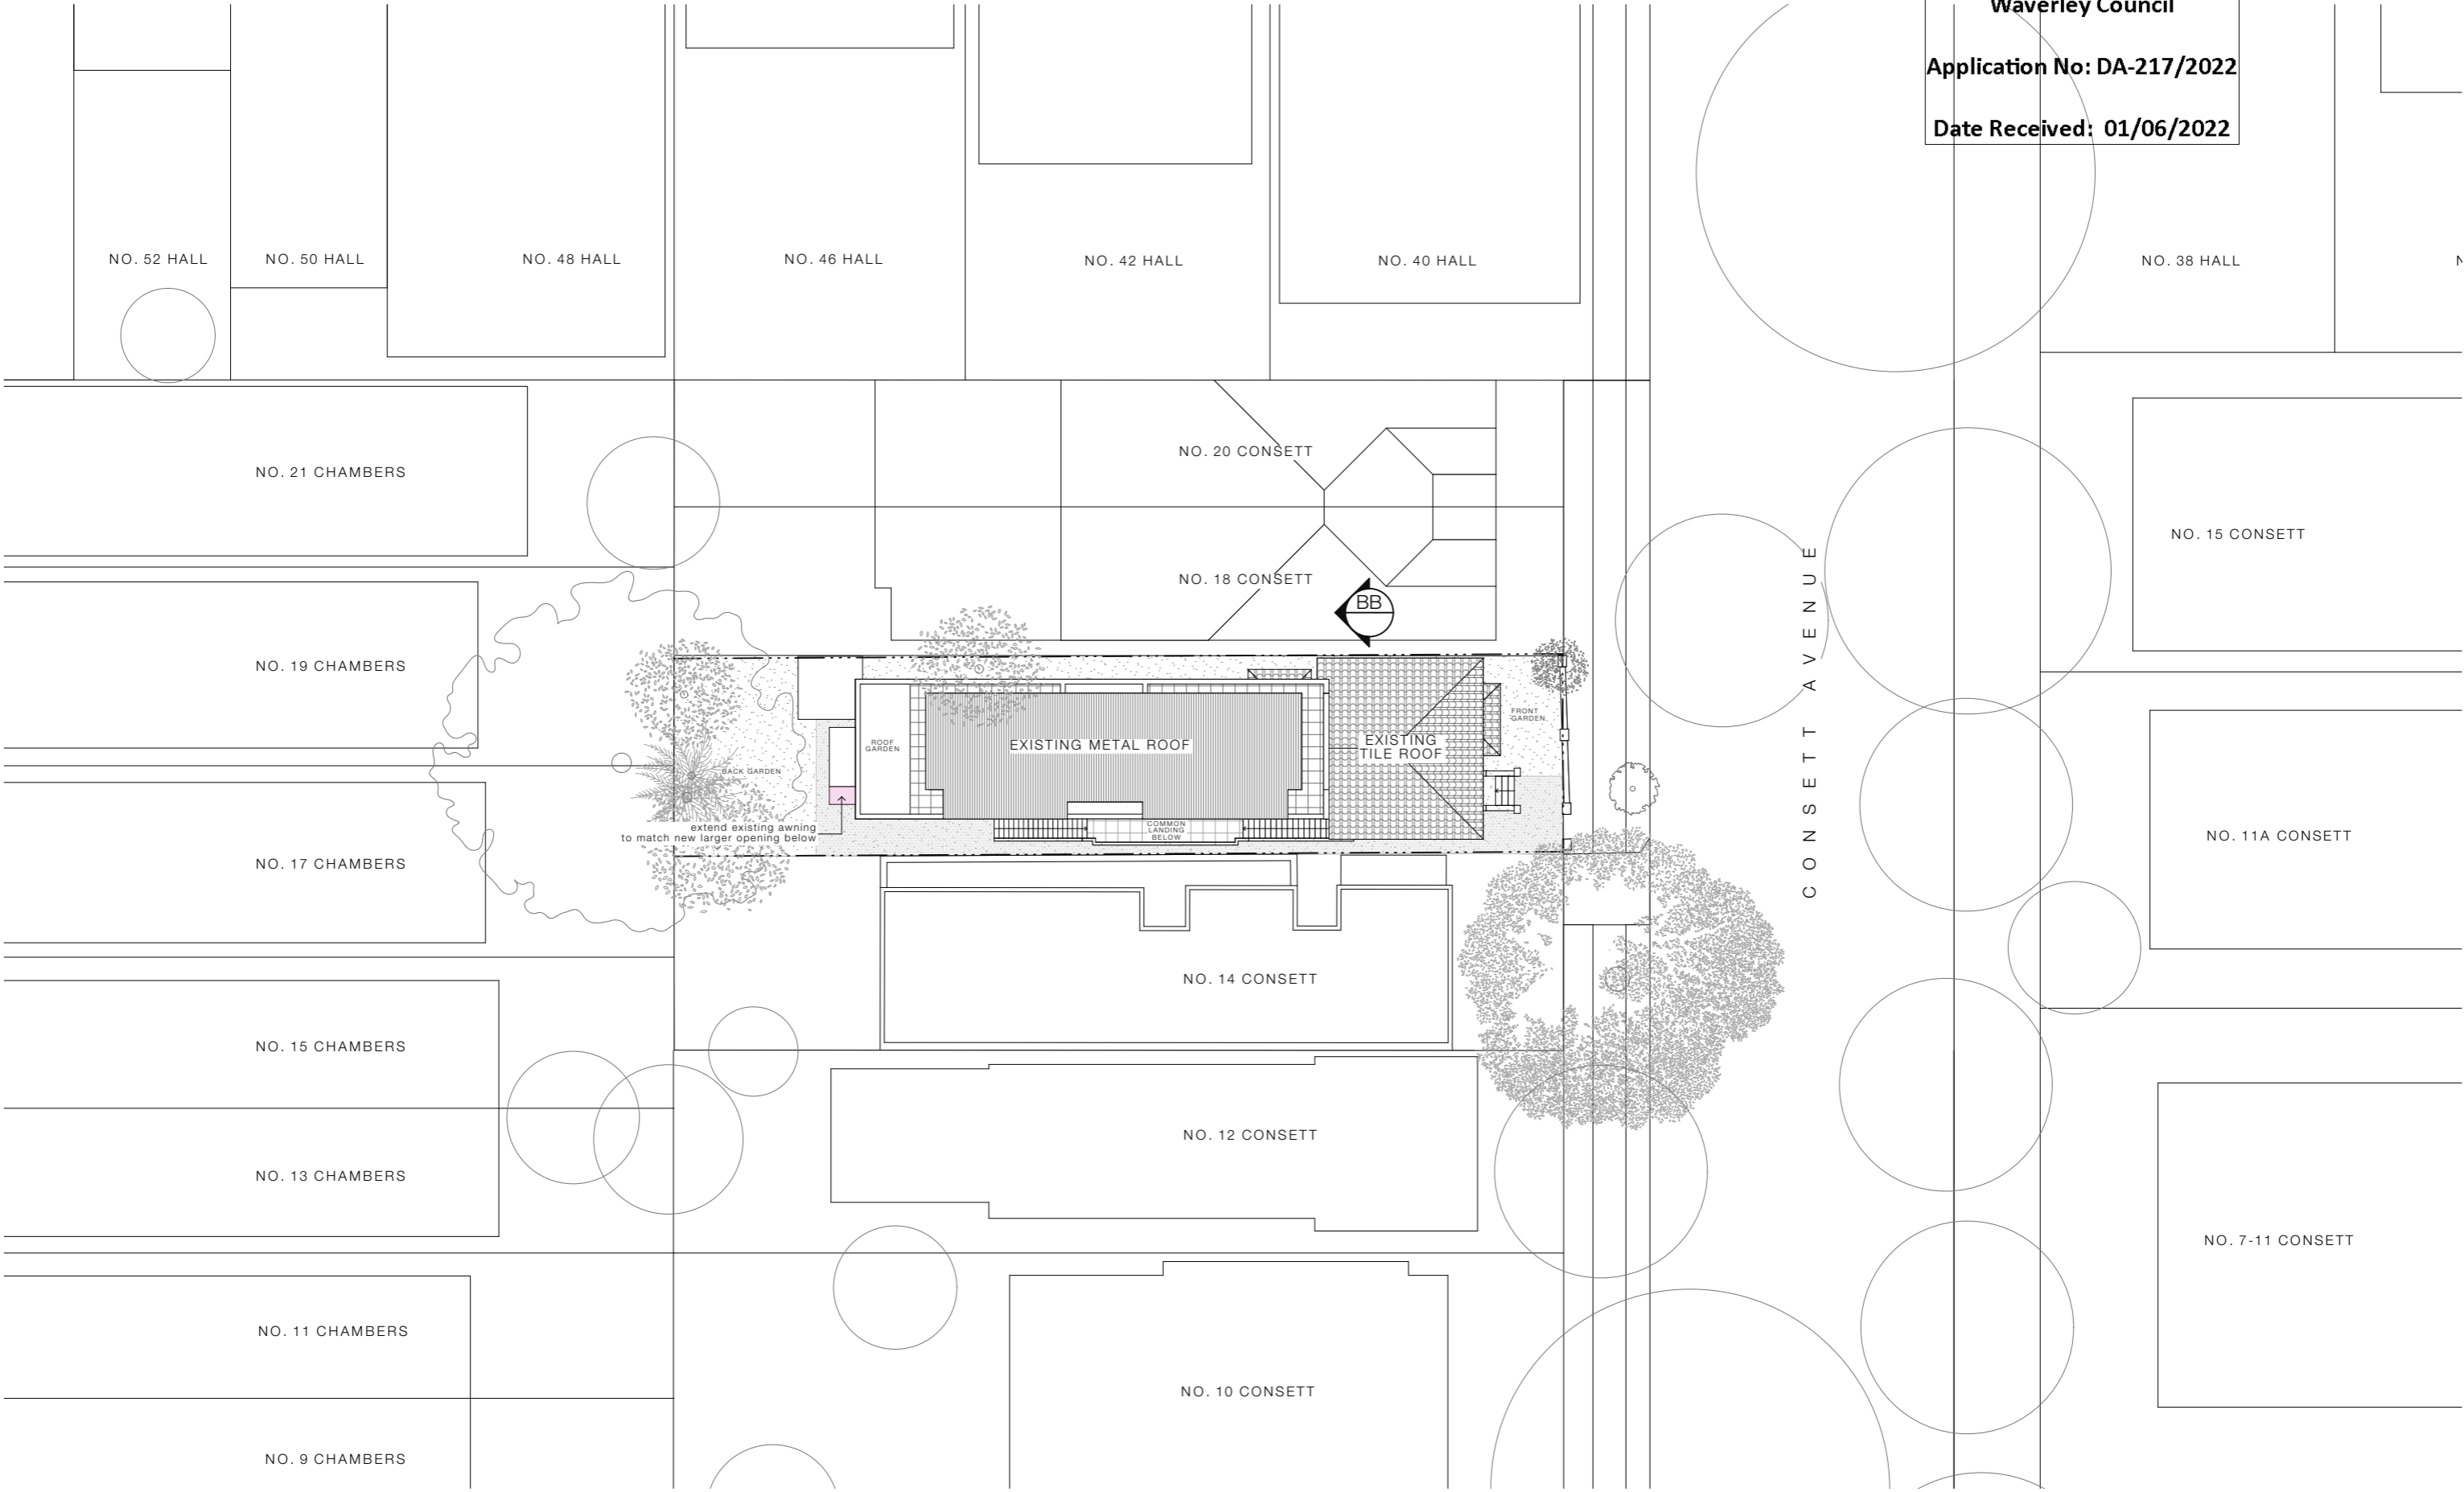 Waverley Council
Application No: DA-217/2022
Date Received: 01/06/2022
NO. 52 HALL
NO. 50 HALL
NO. 48 HALL
NO. 46 HALL
NO. 42 HALL
NO. 40 HALL
NO. 38 HALL
N
NO. 21 CHAMBERS
NO. 20 CONSETT
NO. 15 CONSETT
NO. 18 CONSETT
BB
NO. 19 CHAMBERS
CONSETT AVENUE
FRONT
GARDEN
ROOF
GARDEN
EXISTING METAL ROOF
EXISTING
TILE ROOF
BACK GARDEN
extend existing awning
to match new larger opening below
COMMON
LANDING
BELOW
NO. 11A CONSETT
NO. 17 CHAMBERS
NO. 14 CONSETT
NO. 15 CHAMBERS
NO. 12 CONSETT
NO. 13 CHAMBERS
NO. 7-11 CONSETT
NO. 11 CHAMBERS
NO. 10 CONSETT
NO. 9 CHAMBERS